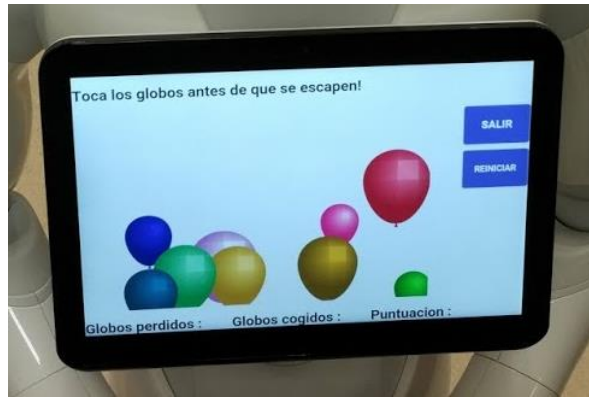 Toca los globos antes de que se escapen!
SALIR
REINICIAR
Globos perdidos : Globos cogidos : Puntuacion :